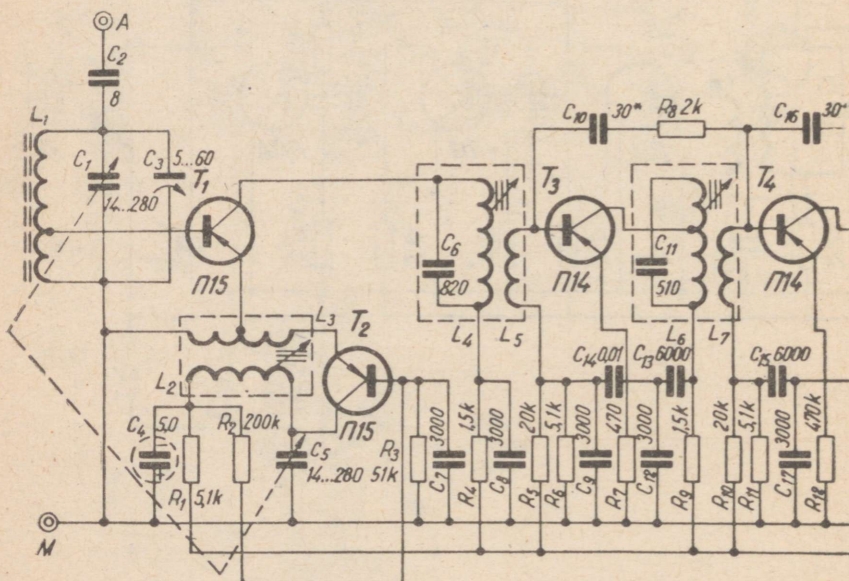 A
C2
8
L1
C1
14...280
C3
5...60
T1
П15
C10
30*
R8 2k
C16
30*
C6
820
T3
П14
C11
510
T4
П14
L3
T2
L2
П15
L4
L5
L6
L7
C14 0,01
C13 6000
C15 6000
C4
5,0
R1
5,1k
R2
200k
C5
14...280
R3
51k
C7
3000
R4
1,5k
C8
3000
R5
20k
R6
5,1k
C9
3000
R7
470
C12
3000
R9
1,5k
R10
20k
R11
5,1k
C17
3000
470k
M